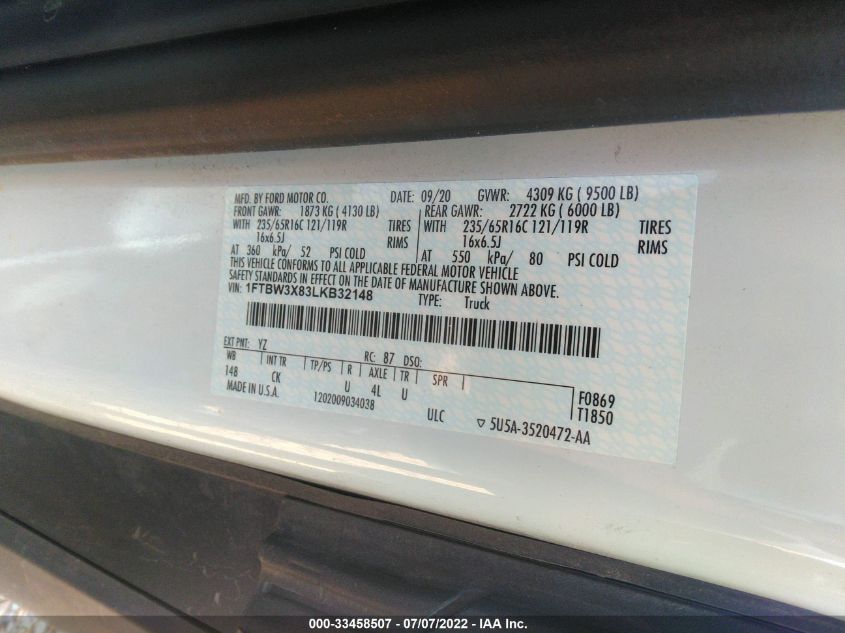 MFD. BY FORD MOTOR CO. DATE: 09/20 GVWR: 4309 KG ( 9500 LB)
FRONT GAWR: 1873 KG ( 4130 LB) REAR GAWR: 2722 KG ( 6000 LB)
WITH 235/65R16C 121/119R TIRES WITH 235/65R16C 121/119R TIRES
16x6.5J RIMS 16x6.5J RIMS
AT 360 kPa/ 52 PSI COLD AT 550 kPa/ 80 PSI COLD
THIS VEHICLE CONFORMS TO ALL APPLICABLE FEDERAL MOTOR VEHICLE
SAFETY STANDARDS IN EFFECT ON THE DATE OF MANUFACTURE SHOWN ABOVE.
VIN: 1FTBW3X83LKB32148 TYPE: Truck
EXT PNT: YZ RC: 87 DSO:
WB INT TR TP/PS R AXLE TR SPR
148 CK U 4L U F0869
MADE IN U.S.A. 1202009034038 T1850
ULC ▽ 5U5A-3520472-AA
000-33458507 - 07/07/2022 - IAA Inc.